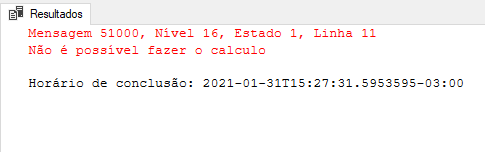 Resultados
Mensagem 51000, Nível 16, Estado 1, Linha 11
Não é possível fazer o calculo
Horário de conclusão: 2021-01-31T15:27:31.5953595-03:00